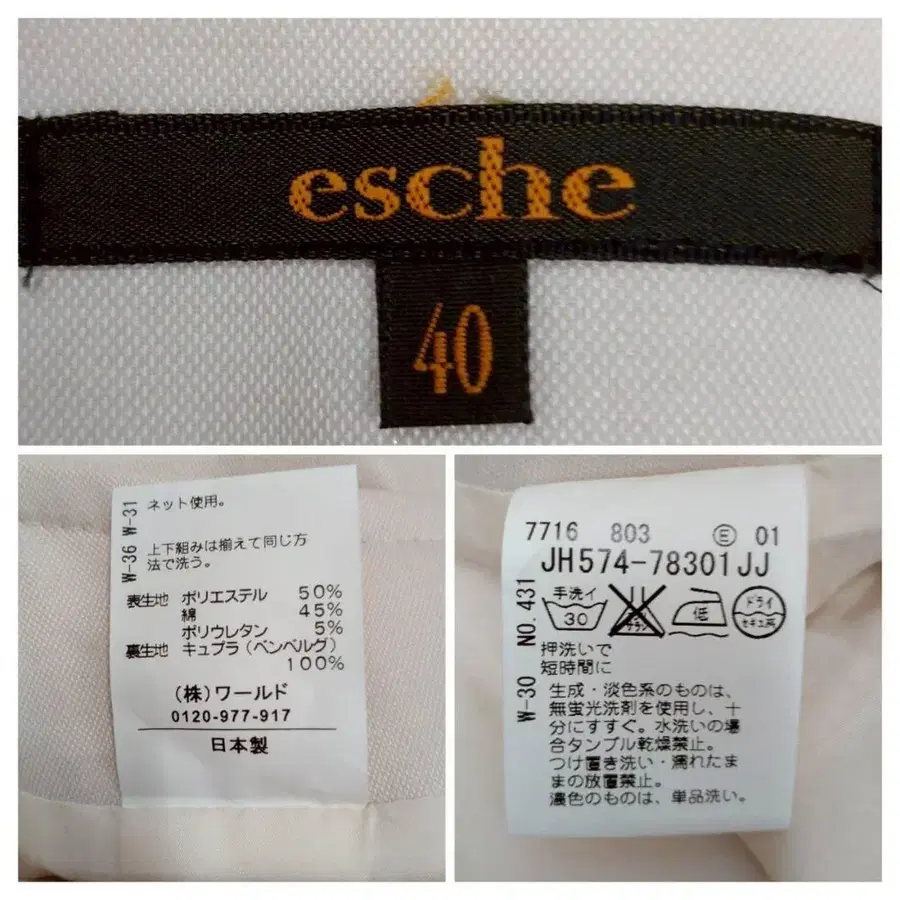 esche
40
W-36 W-31
ネット使用。
上下組みは揃えて同じ方
法で洗う。
表生地 ポリエステル 50%
綿 45%
ポリウレタン 5%
裏生地 キュプラ(ベンベルグ)
100%
(株)ワールド
0120-977-917
日本製
7716 803 Ⓔ 01
JH574-78301JJ
W-30 NO.431
手洗イ
30
低
ドライ
セキユ系
押洗いで
短時間に
生成・淡色系のものは、
無蛍光洗剤を使用し、十
分にすすぐ。水洗いの場
合タンブル乾燥禁止。
つけ置き洗い・濡れたま
まの放置禁止。
濃色のものは、単品洗い。